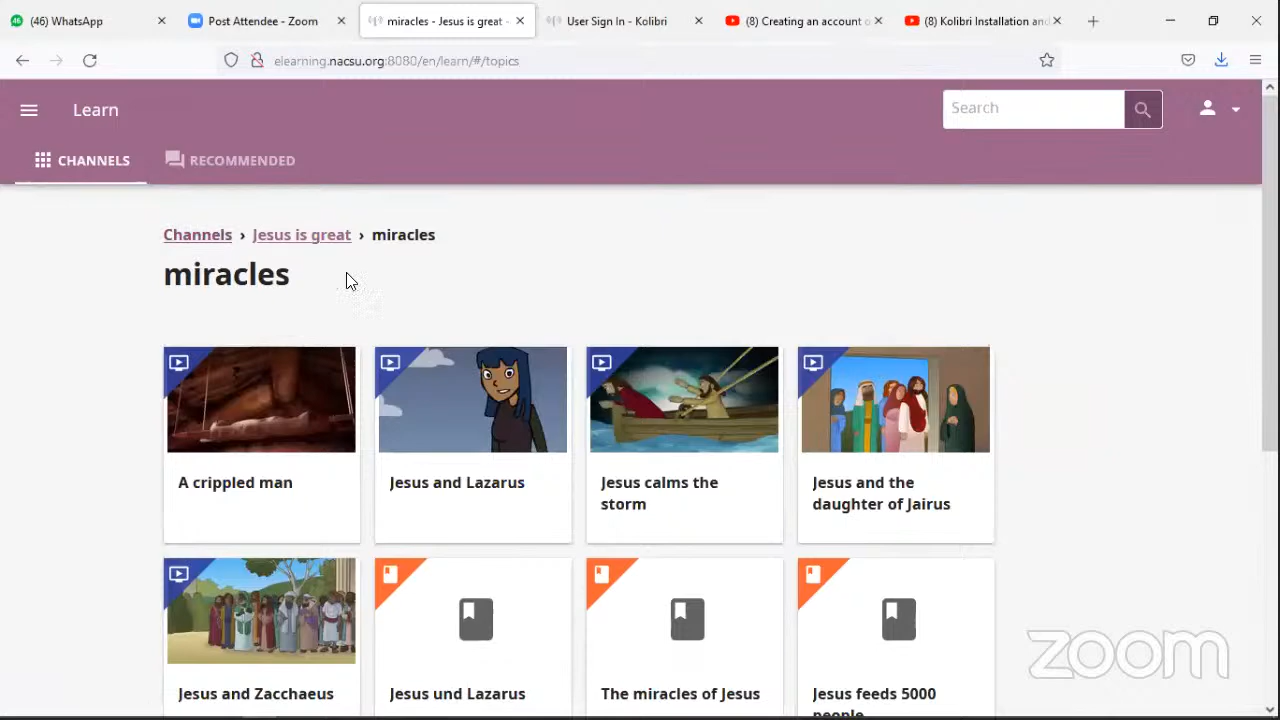 (46) WhatsApp
Post Attendee - Zoom
miracles - Jesus is great -
User Sign In - Kolibri
(8) Creating an account o
(8) Kolibri Installation and
elearning.nacsu.org:8080/en/learn/#/topics
Learn
Search
CHANNELS
RECOMMENDED
Channels › Jesus is great › miracles
miracles
A crippled man
Jesus and Lazarus
Jesus calms the
storm
Jesus and the
daughter of Jairus
Jesus and Zacchaeus
Jesus und Lazarus
The miracles of Jesus
Jesus feeds 5000
people
zoom